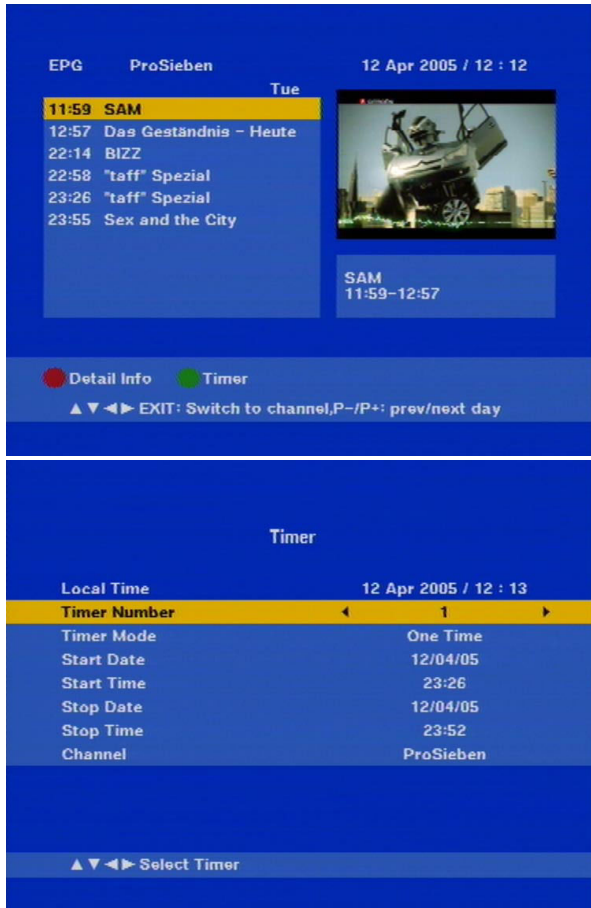 EPG ProSieben 12 Apr 2005 / 12 : 12
Tue
11:59 SAM
12:57 Das Geständnis - Heute
22:14 BIZZ
22:58 "taff" Spezial
23:26 "taff" Spezial
23:55 Sex and the City
CITROËN
SAM
11:59-12:57
Detail Info Timer
▲▼◄► EXIT: Switch to channel,P-/P+: prev/next day
Timer
Local Time 12 Apr 2005 / 12 : 13
Timer Number ◄ 1 ►
Timer Mode One Time
Start Date 12/04/05
Start Time 23:26
Stop Date 12/04/05
Stop Time 23:52
Channel ProSieben
▲▼◄► Select Timer